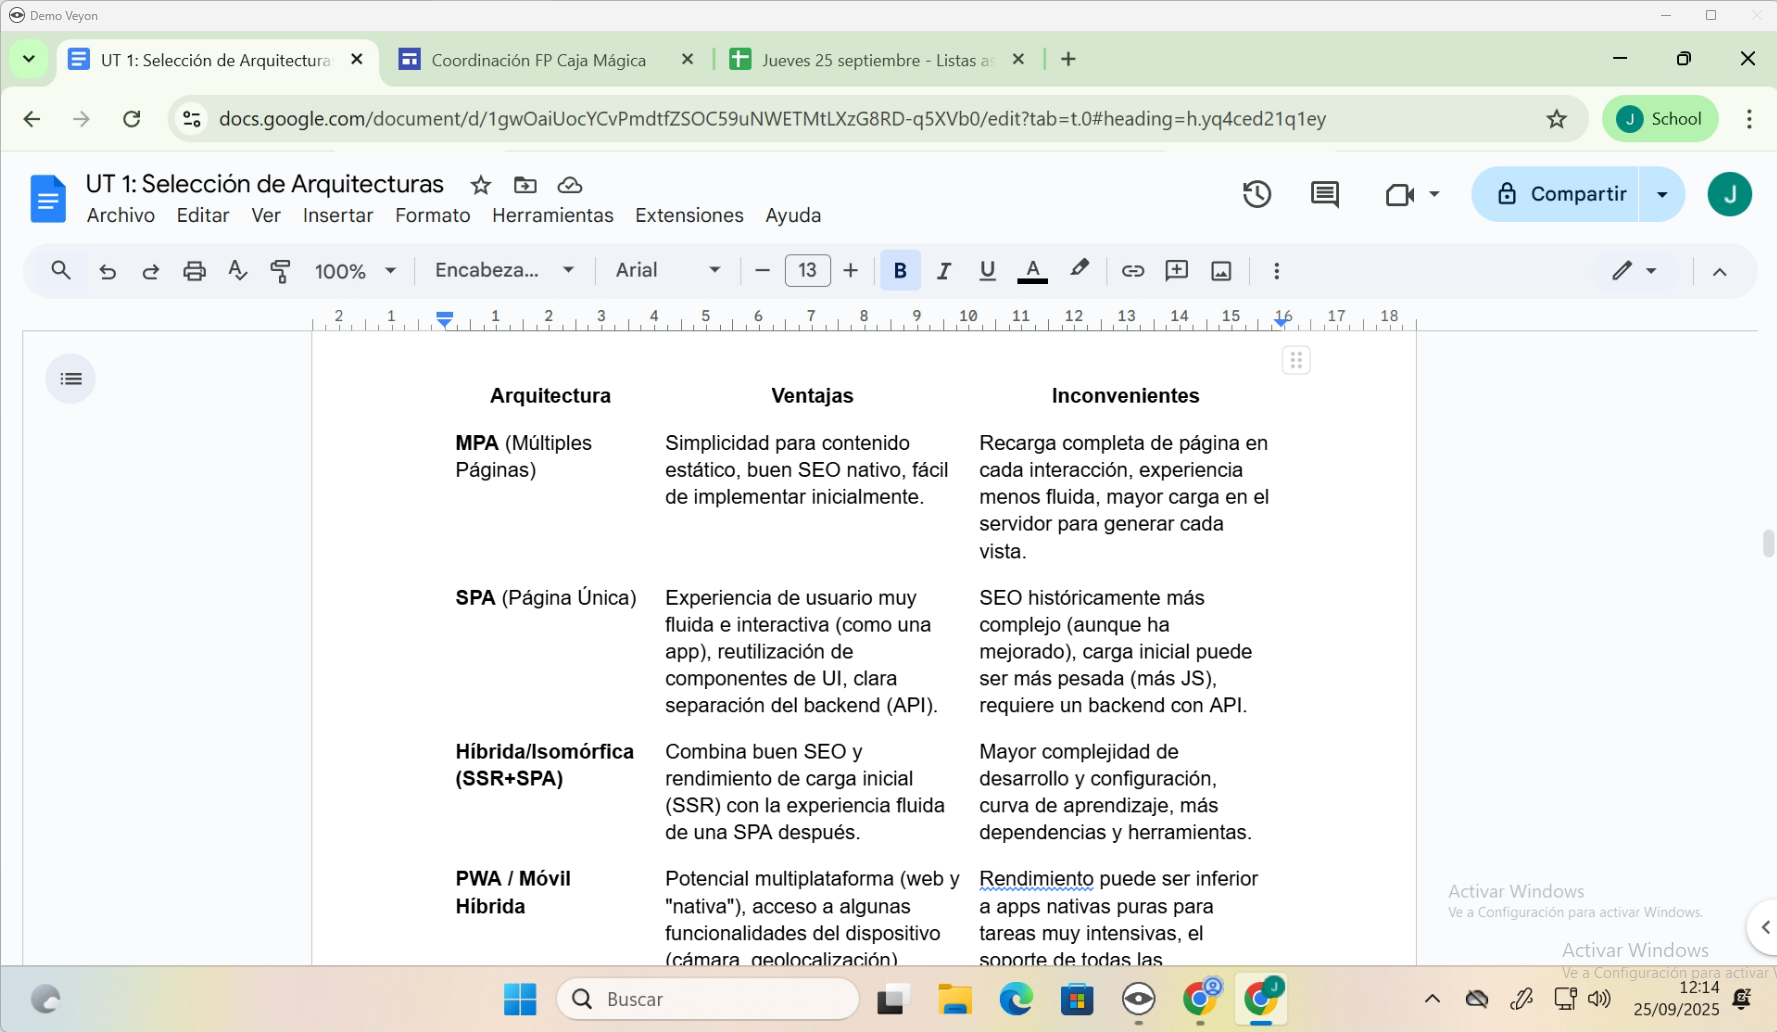 Demo Veyon
UT 1: Selección de Arquitectura
Coordinación FP Caja Mágica
Jueves 25 septiembre - Listas as
docs.google.com/document/d/1gwOaiUocYCvPmdtfZSOC59uNWETMtLXzG8RD-q5XVb0/edit?tab=t.0#heading=h.yq4ced21q1ey
J School
UT 1: Selección de Arquitecturas
Archivo Editar Ver Insertar Formato Herramientas Extensiones Ayuda
Compartir
J
100% Encabeza... Arial 13 B I U A
2 1 1 2 3 4 5 6 7 8 9 10 11 12 13 14 15 16 17 18
Arquitectura Ventajas Inconvenientes
MPA (Múltiples
Páginas)
Simplicidad para contenido
estático, buen SEO nativo, fácil
de implementar inicialmente.
Recarga completa de página en
cada interacción, experiencia
menos fluida, mayor carga en el
servidor para generar cada
vista.
SPA (Página Única)
Experiencia de usuario muy
fluida e interactiva (como una
app), reutilización de
componentes de UI, clara
separación del backend (API).
SEO históricamente más
complejo (aunque ha
mejorado), carga inicial puede
ser más pesada (más JS),
requiere un backend con API.
Híbrida/Isomórfica
(SSR+SPA)
Combina buen SEO y
rendimiento de carga inicial
(SSR) con la experiencia fluida
de una SPA después.
Mayor complejidad de
desarrollo y configuración,
curva de aprendizaje, más
dependencias y herramientas.
PWA / Móvil
Híbrida
Potencial multiplataforma (web y
"nativa"), acceso a algunas
funcionalidades del dispositivo
(cámara, geolocalización)
Rendimiento puede ser inferior
a apps nativas puras para
tareas muy intensivas, el
soporte de todas las
Activar Windows
Ve a Configuración para activar Windows.
Activar Windows
Ve a Configuración para activar
Buscar
J
12:14
25/09/2025